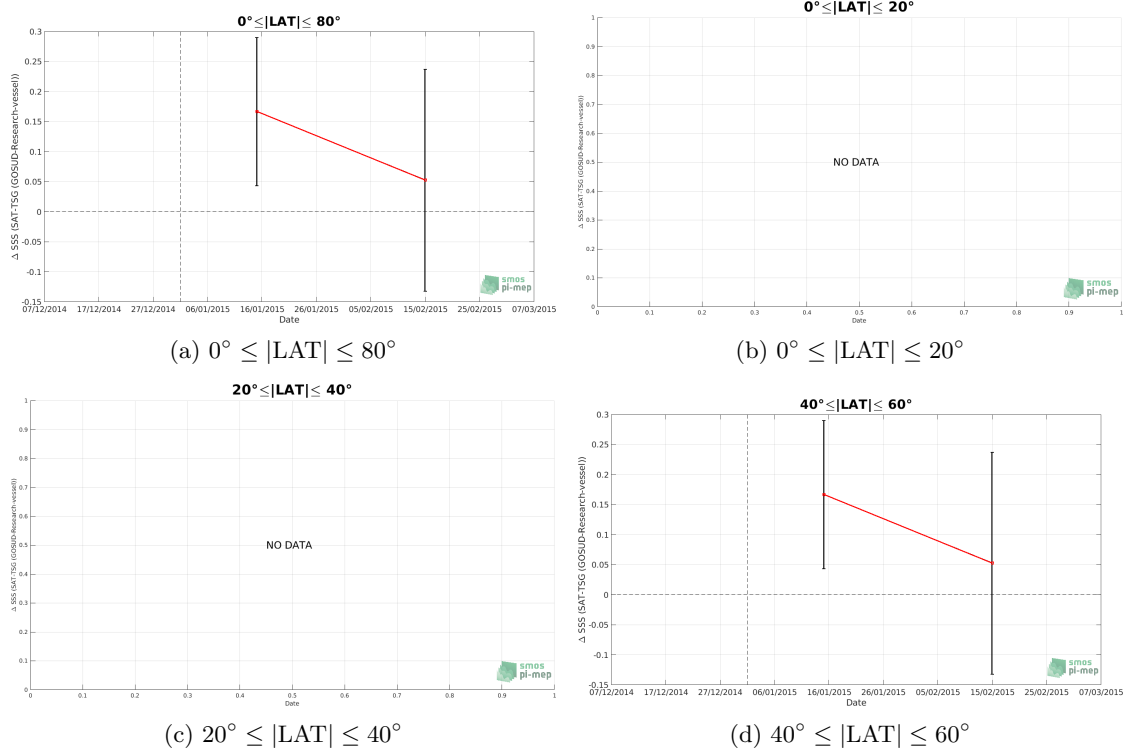 0°≤|LAT|≤ 80°
Δ SSS (SAT-TSG (GOSUD-Research-vessel))
0.3
0.25
0.2
0.15
0.1
0.05
0
-0.05
-0.1
-0.15
07/12/2014 17/12/2014 27/12/2014 06/01/2015 16/01/2015 26/01/2015 05/02/2015 15/02/2015 25/02/2015 07/03/2015
Date
smos
pi-mep
(a) 0° ≤ |LAT| ≤ 80°
0°≤|LAT|≤ 20°
Δ SSS (SAT-TSG (GOSUD-Research-vessel))
1
0.9
0.8
0.7
0.6
0.5
0.4
0.3
0.2
0.1
0
NO DATA
0 0.1 0.2 0.3 0.4 0.5 0.6 0.7 0.8 0.9 1
Date
smos
pi-mep
(b) 0° ≤ |LAT| ≤ 20°
20°≤|LAT|≤ 40°
Δ SSS (SAT-TSG (GOSUD-Research-vessel))
1
0.9
0.8
0.7
0.6
0.5
0.4
0.3
0.2
0.1
0
NO DATA
0 0.1 0.2 0.3 0.4 0.5 0.6 0.7 0.8 0.9 1
Date
smos
pi-mep
(c) 20° ≤ |LAT| ≤ 40°
40°≤|LAT|≤ 60°
Δ SSS (SAT-TSG (GOSUD-Research-vessel))
0.3
0.25
0.2
0.15
0.1
0.05
0
-0.05
-0.1
-0.15
07/12/2014 17/12/2014 27/12/2014 06/01/2015 16/01/2015 26/01/2015 05/02/2015 15/02/2015 25/02/2015 07/03/2015
Date
smos
pi-mep
(d) 40° ≤ |LAT| ≤ 60°